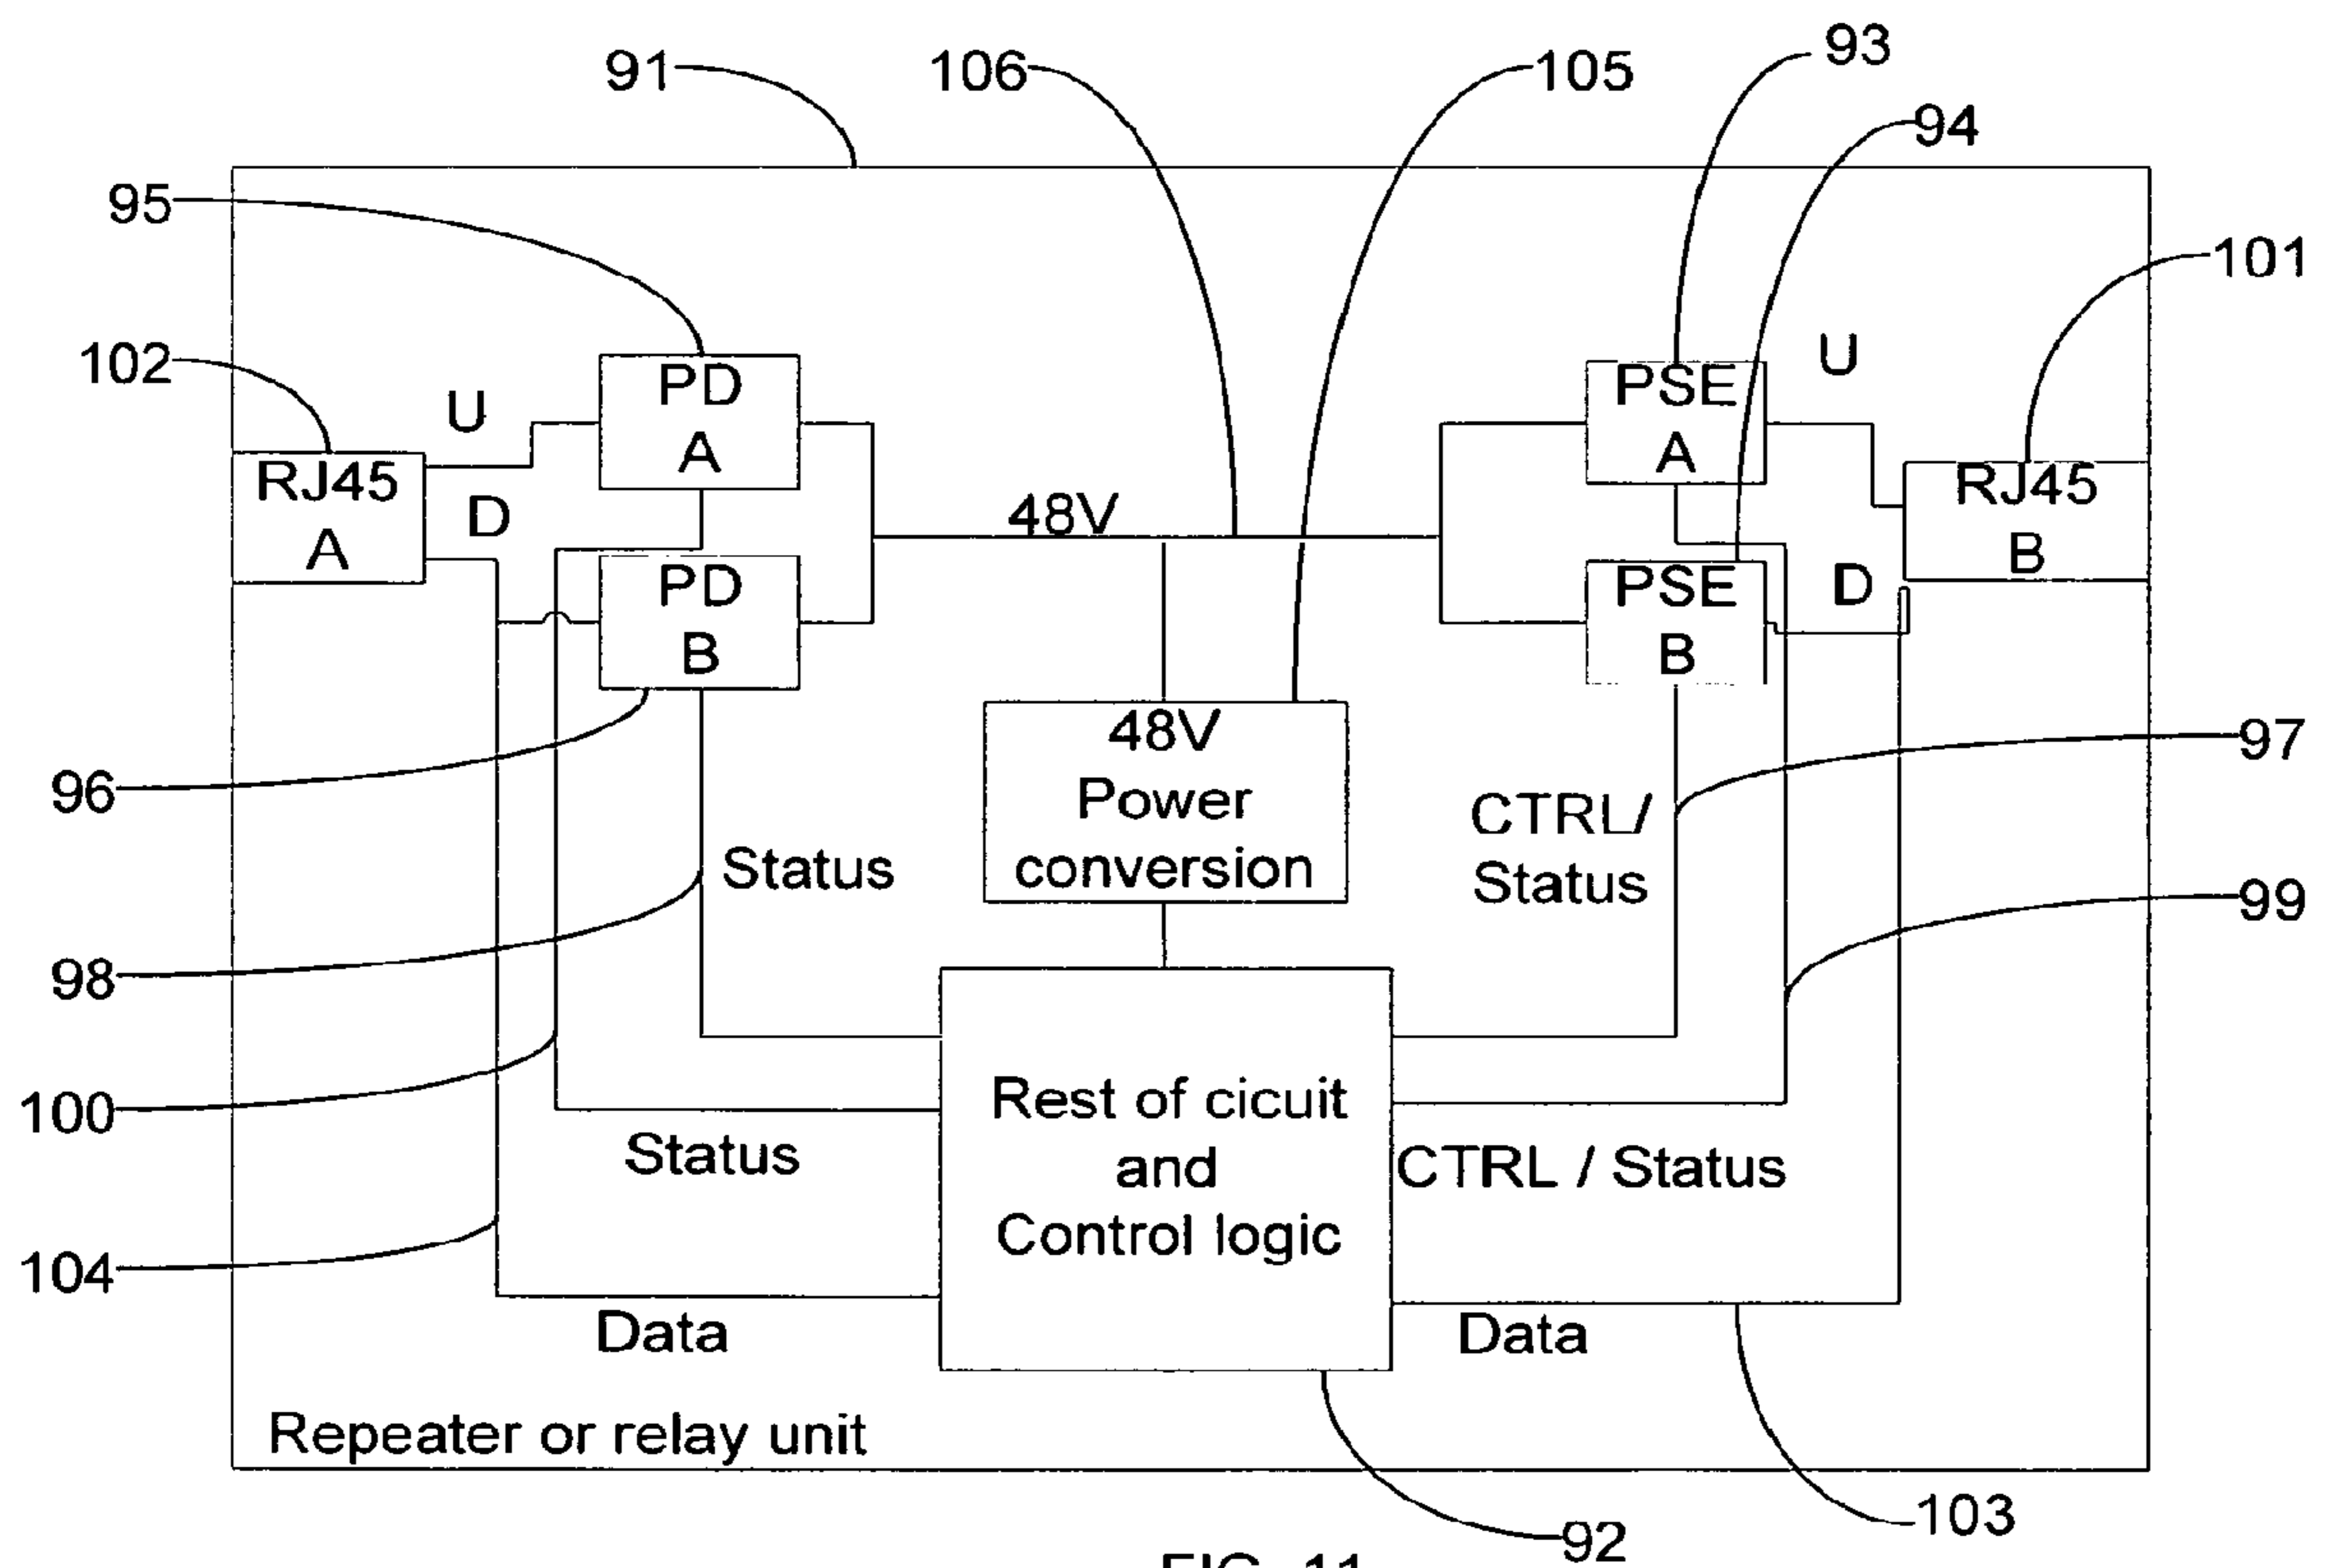 91
106
105
93
94
95
101
102
U
PD
A
PSE
A
U
RJ45
A
D
48V
RJ45
B
PD
B
PSE
B
D
48V
Power
conversion
96
97
CTRL/
Status
Status
99
98
100
Rest of cicuit
and
Control logic
Status
CTRL / Status
104
Data
Data
Repeater or relay unit
103
92
FIG. 11